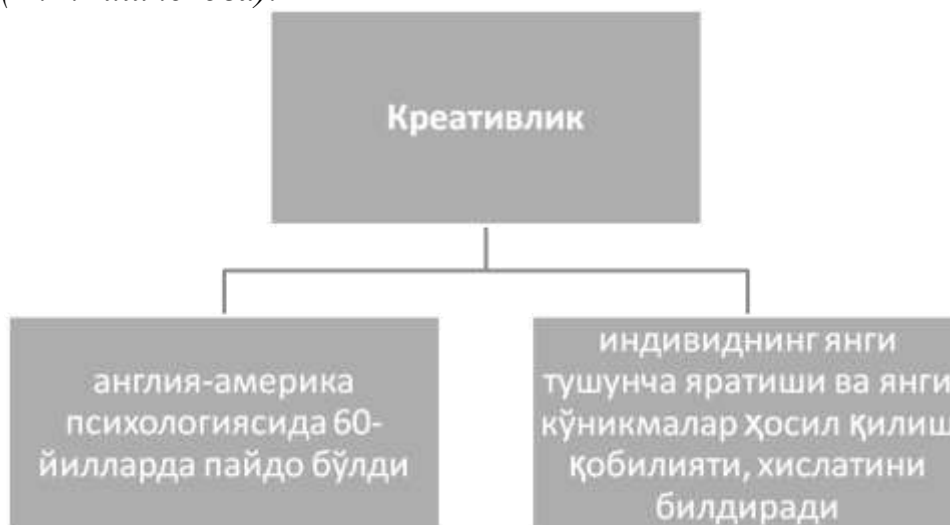 Креативлик
англия-америка
психологиясида 60-
йилларда пайдо бўлди
индивиднинг янги
тушунча яратиши ва янги
кўникмалар ҳосил қилиш
қобилияти, хислатини
билдиради